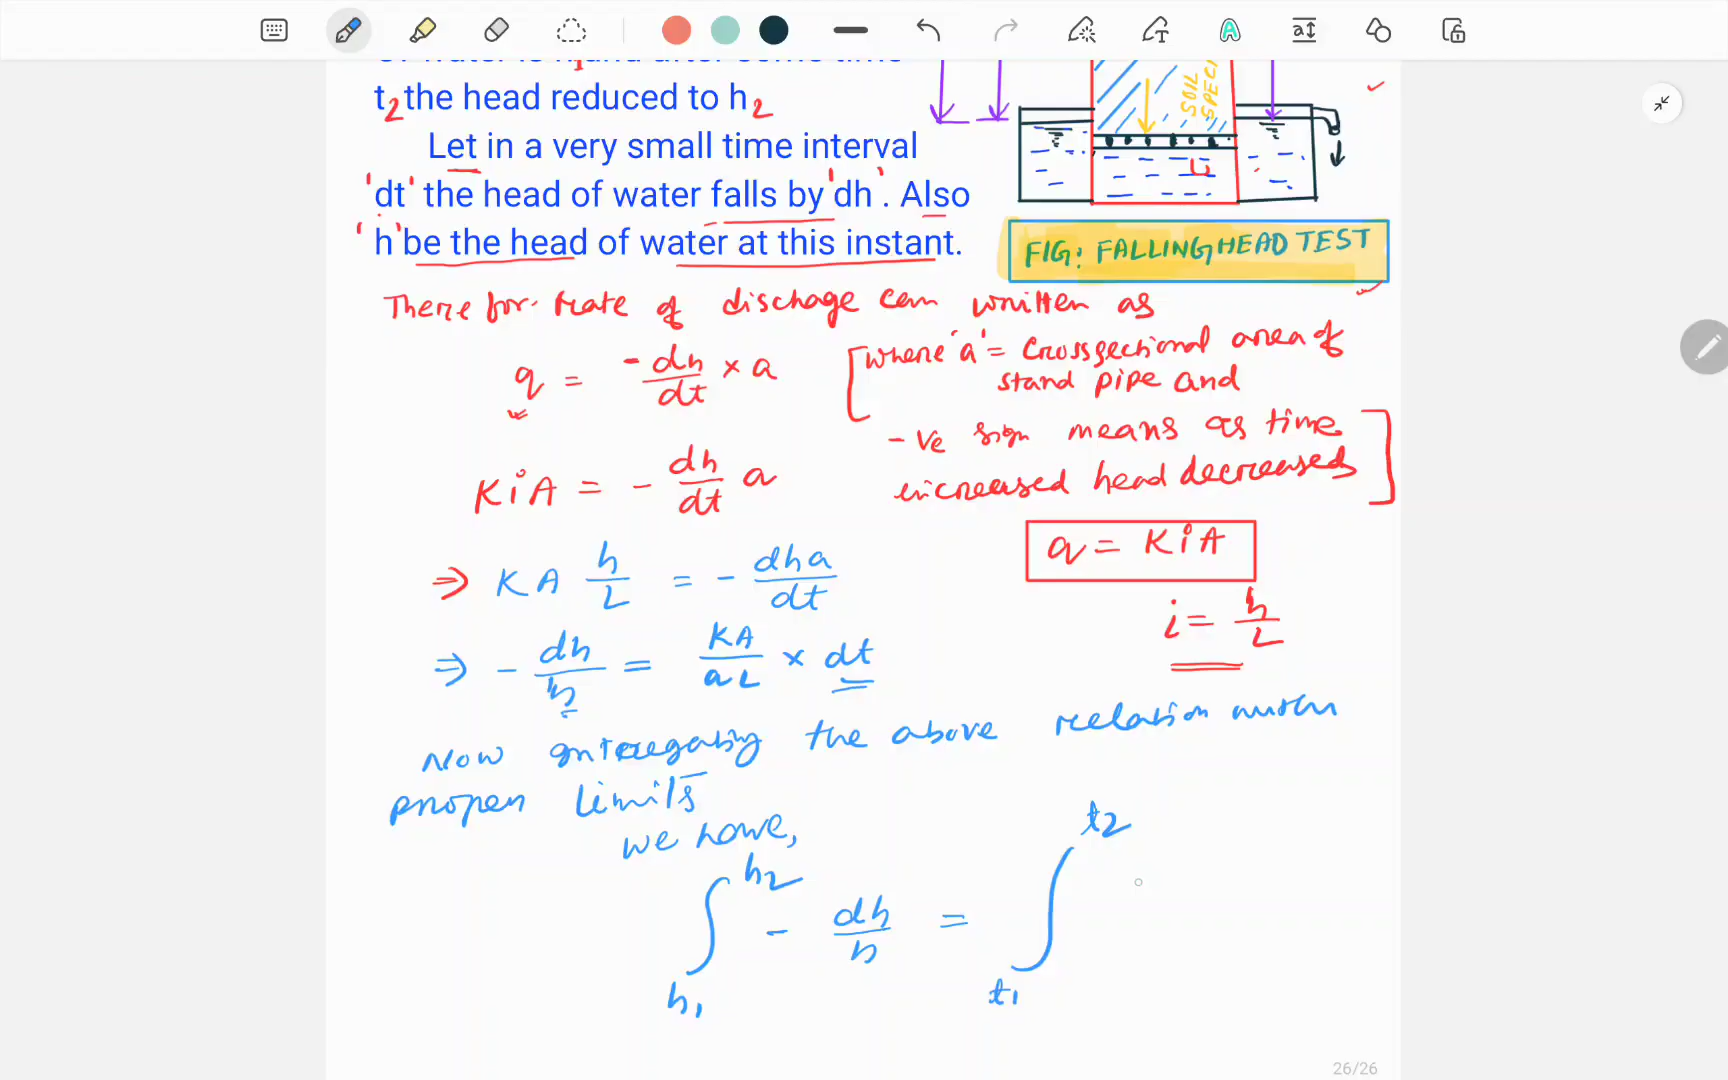 t2 the head reduced to h2
Let in a very small time interval
'dt' the head of water falls by 'dh'. Also
'h' be the head of water at this instant.
SOIL
FIG: FALLING HEAD TEST
There for rate of dischage can written as
q = -dh/dt × a
[where 'a' = Crossectional area of
stand pipe and
-ve sign means as time
increased head decreased]
KiA = - dh/dt a
q = KiA
⇒ KA h/L = - dha/dt
i = h/L
⇒ - dh/h = KA/aL × dt
Now the above relation
proper limits
we have,
∫h1 h2 - dh/h = ∫t1 t2
26/26